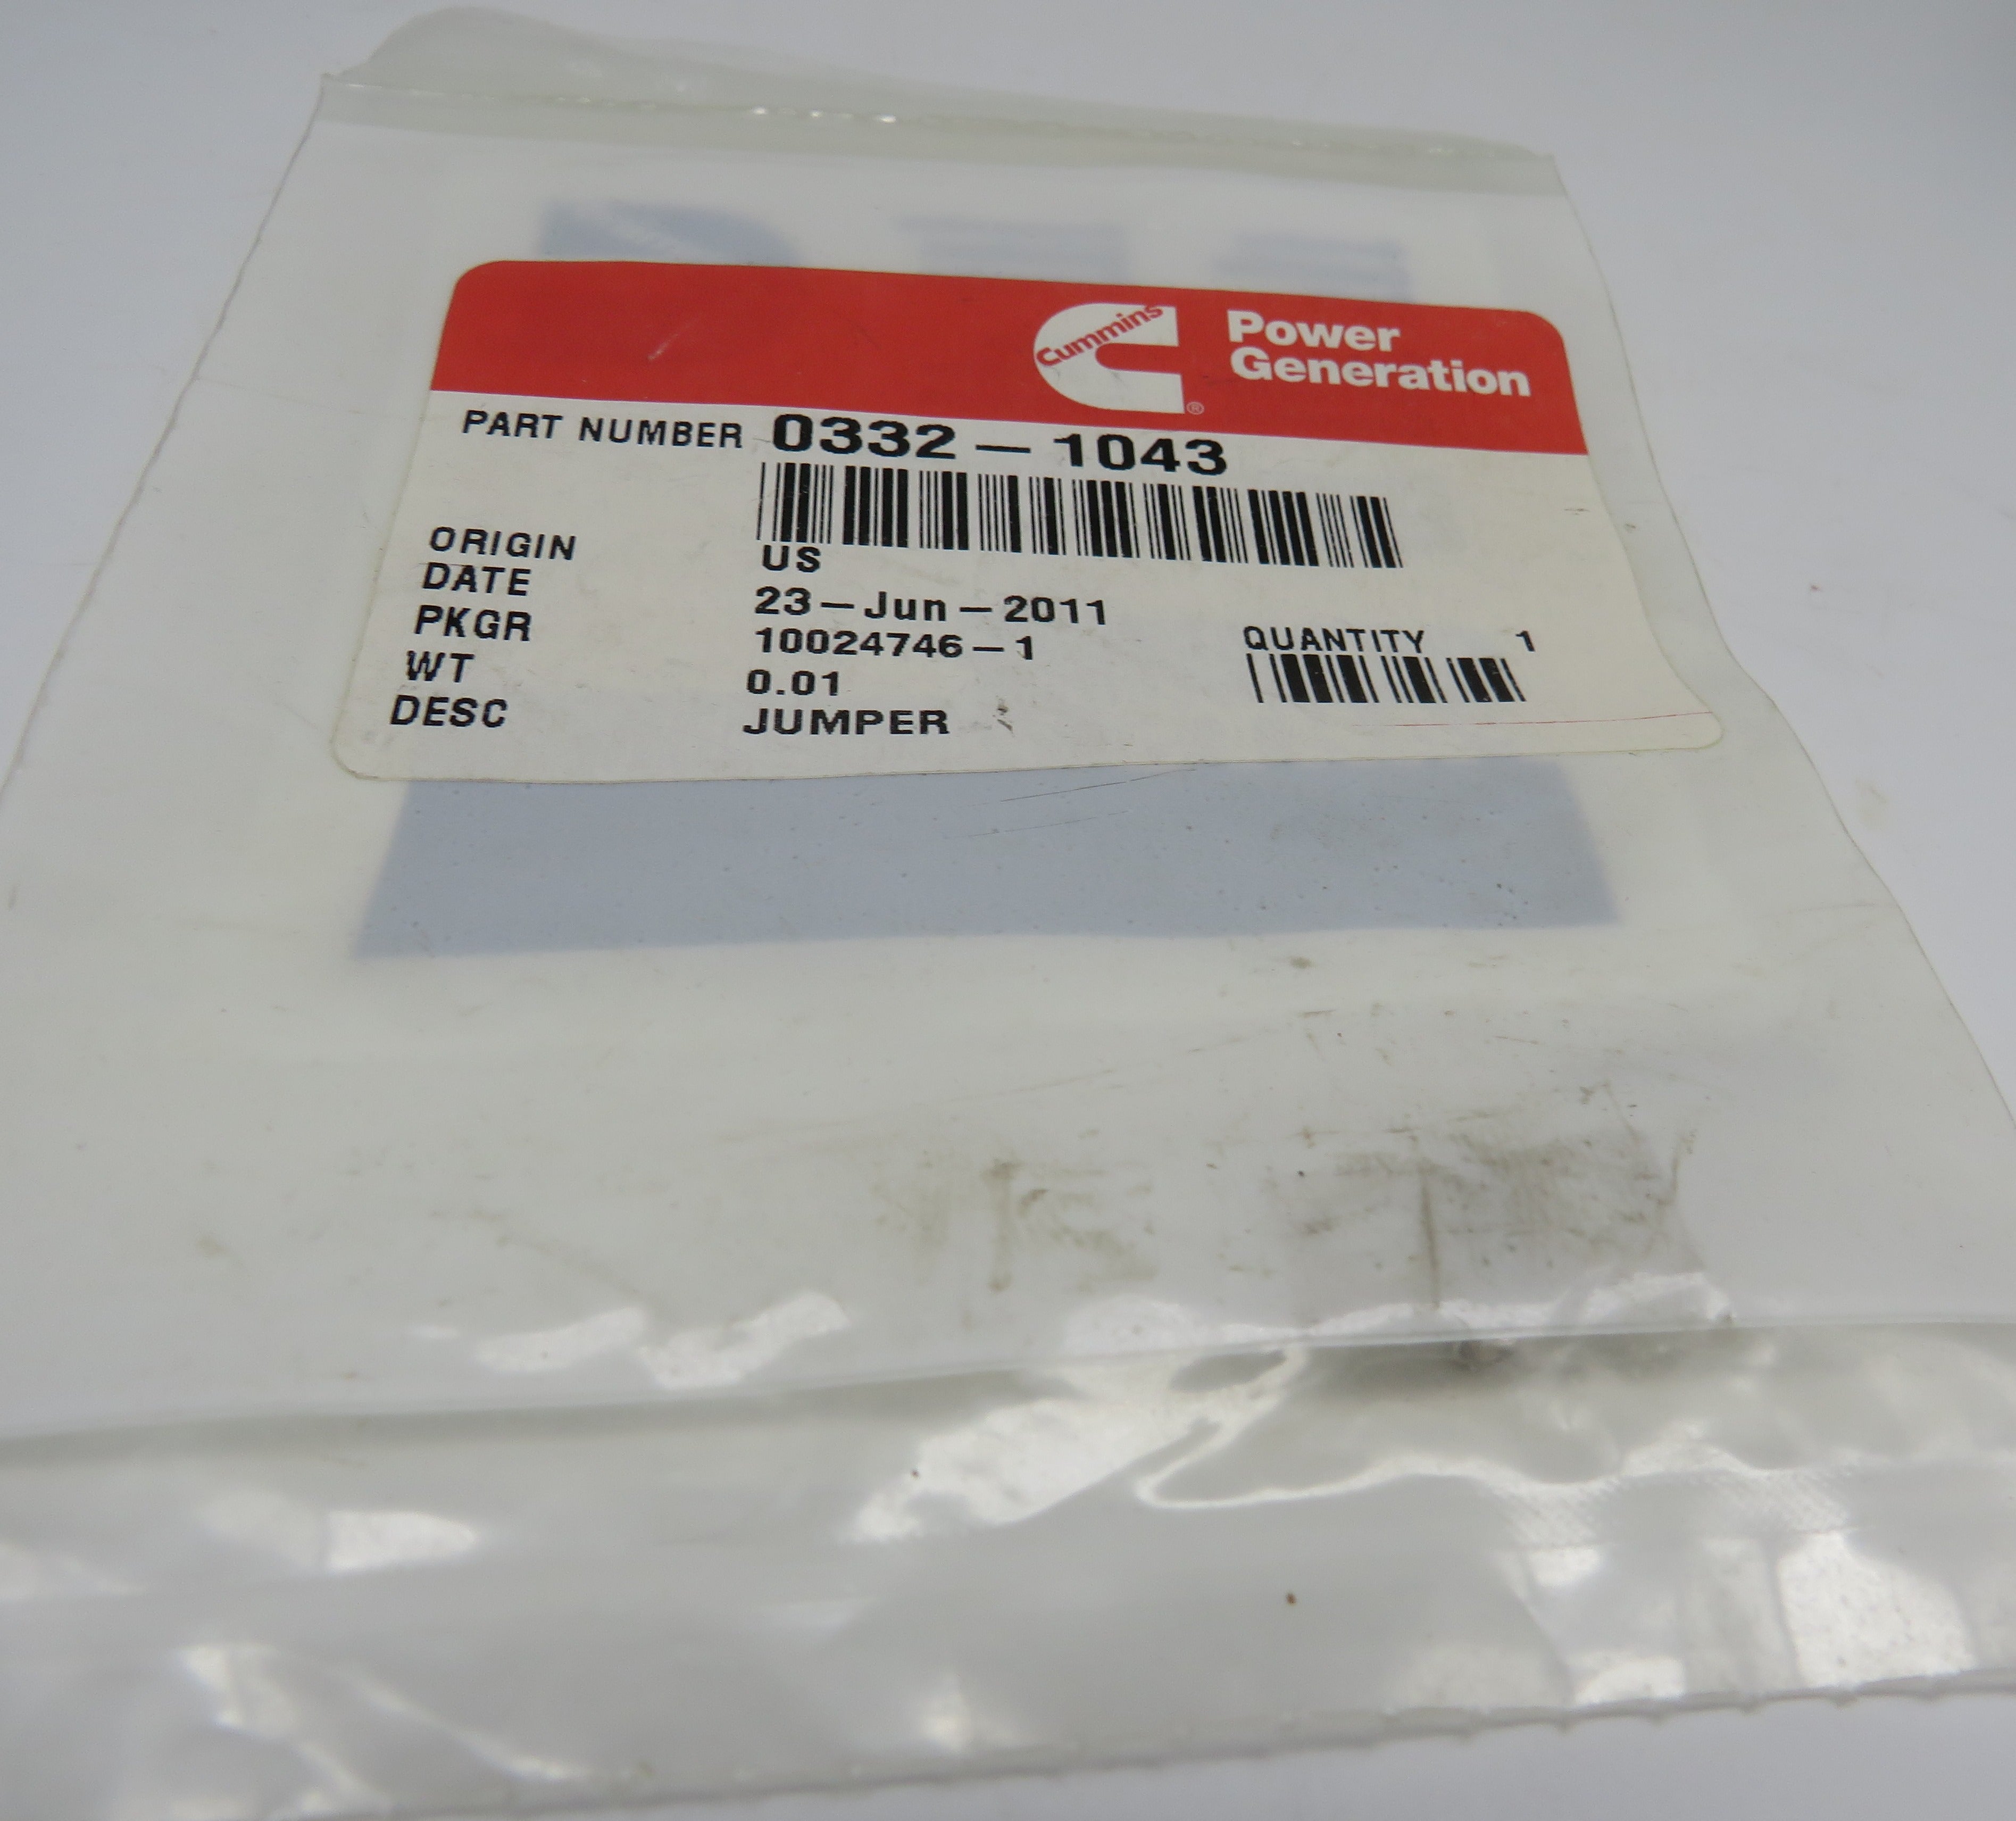 Cummins
®
Power
Generation
PART NUMBER 0332-1043
ORIGIN US
DATE 23-Jun-2011
PKGR 10024746-1
QUANTITY 1
WT 0.01
DESC JUMPER